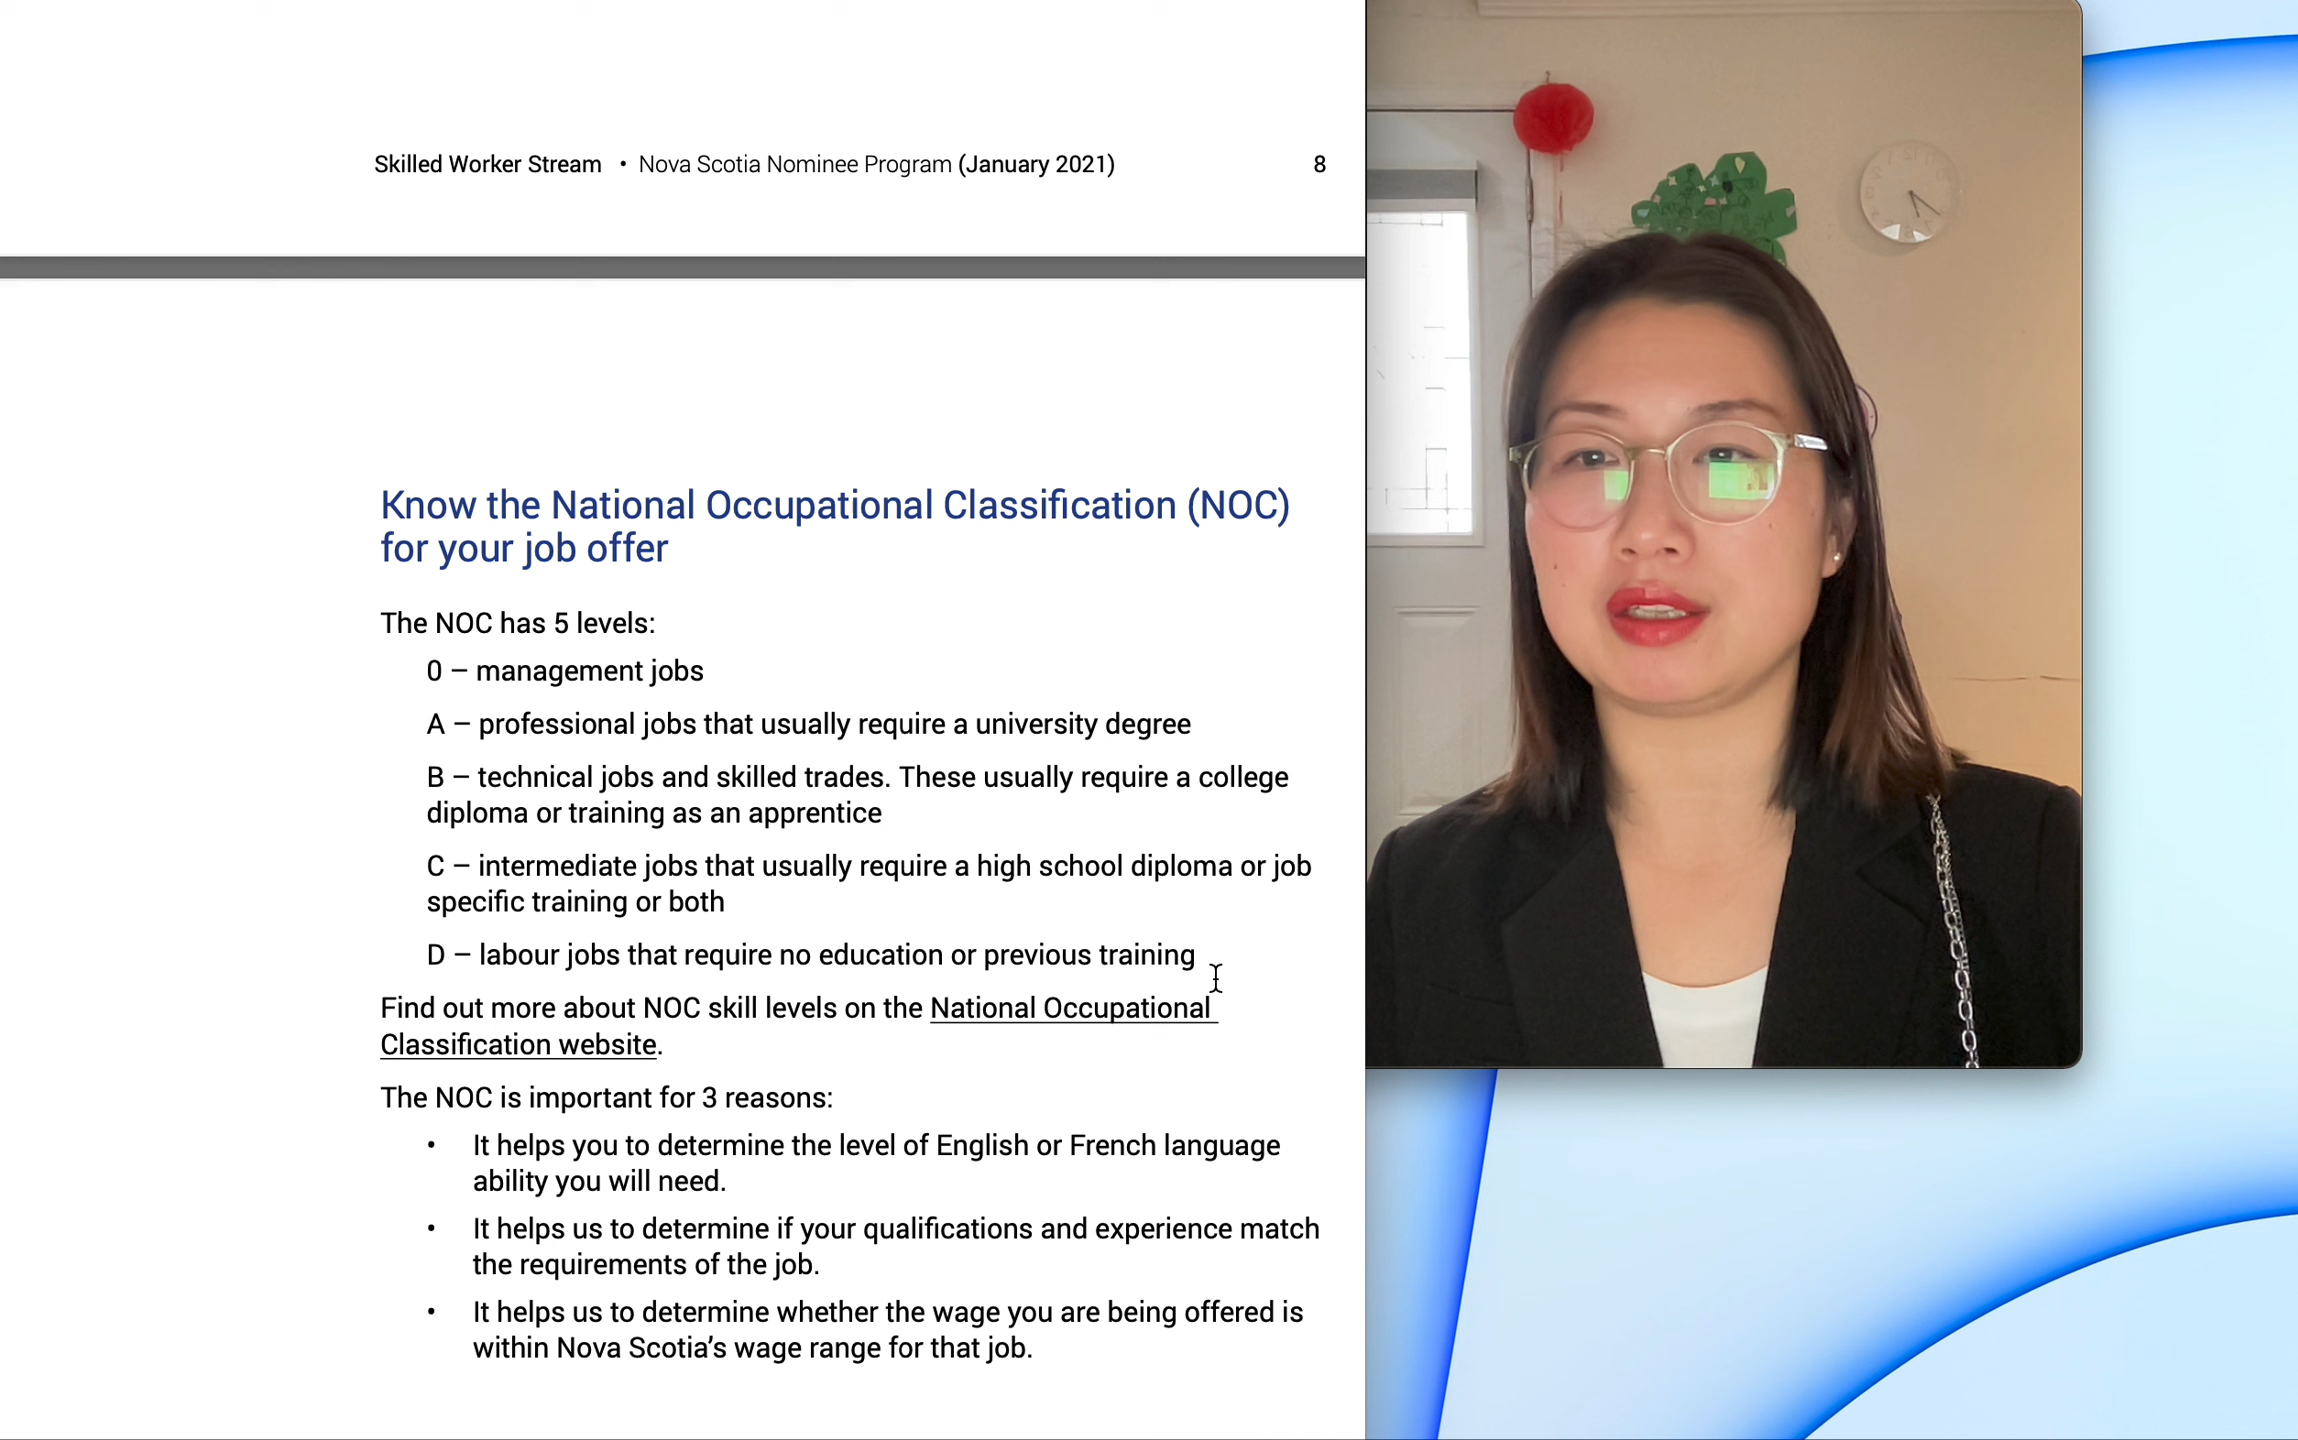 Skilled Worker Stream • Nova Scotia Nominee Program (January 2021) 8
Know the National Occupational Classification (NOC)
for your job offer
The NOC has 5 levels:
0 – management jobs
A – professional jobs that usually require a university degree
B – technical jobs and skilled trades. These usually require a college
diploma or training as an apprentice
C – intermediate jobs that usually require a high school diploma or job
specific training or both
D – labour jobs that require no education or previous training
Find out more about NOC skill levels on the National Occupational
Classification website.
The NOC is important for 3 reasons:
• It helps you to determine the level of English or French language
ability you will need.
• It helps us to determine if your qualifications and experience match
the requirements of the job.
• It helps us to determine whether the wage you are being offered is
within Nova Scotia’s wage range for that job.